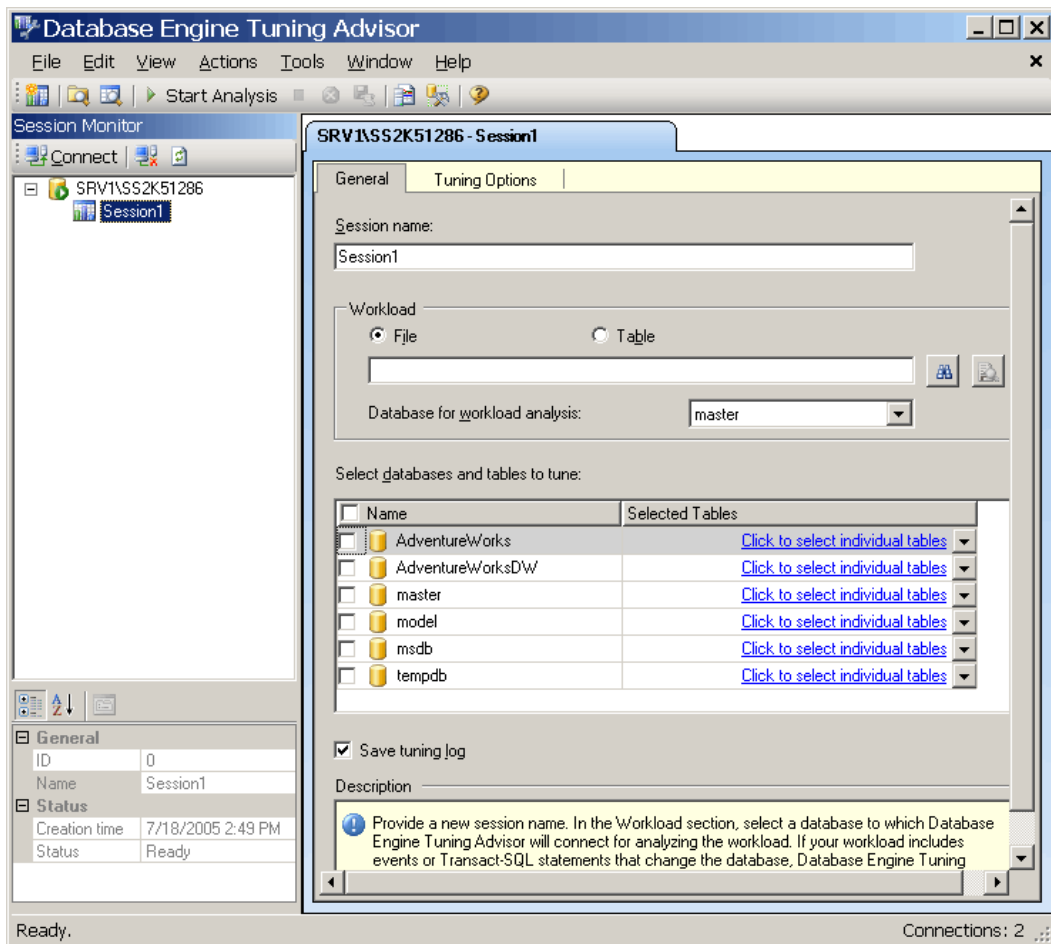 Database Engine Tuning Advisor
File Edit View Actions Tools Window Help
Start Analysis
Session Monitor
Connect
SRV1\SS2K51286
Session1
SRV1\SS2K51286 - Session1
General Tuning Options
Session name:
Session1
Workload
File Table
Database for workload analysis: master
Select databases and tables to tune:
Name Selected Tables
AdventureWorks Click to select individual tables
AdventureWorksDW Click to select individual tables
master Click to select individual tables
model Click to select individual tables
msdb Click to select individual tables
tempdb Click to select individual tables
Save tuning log
Description
Provide a new session name. In the Workload section, select a database to which Database
Engine Tuning Advisor will connect for analyzing the workload. If your workload includes
events or Transact-SQL statements that change the database, Database Engine Tuning
General
ID 0
Name Session1
Status
Creation time 7/18/2005 2:49 PM
Status Ready
Ready. Connections: 2